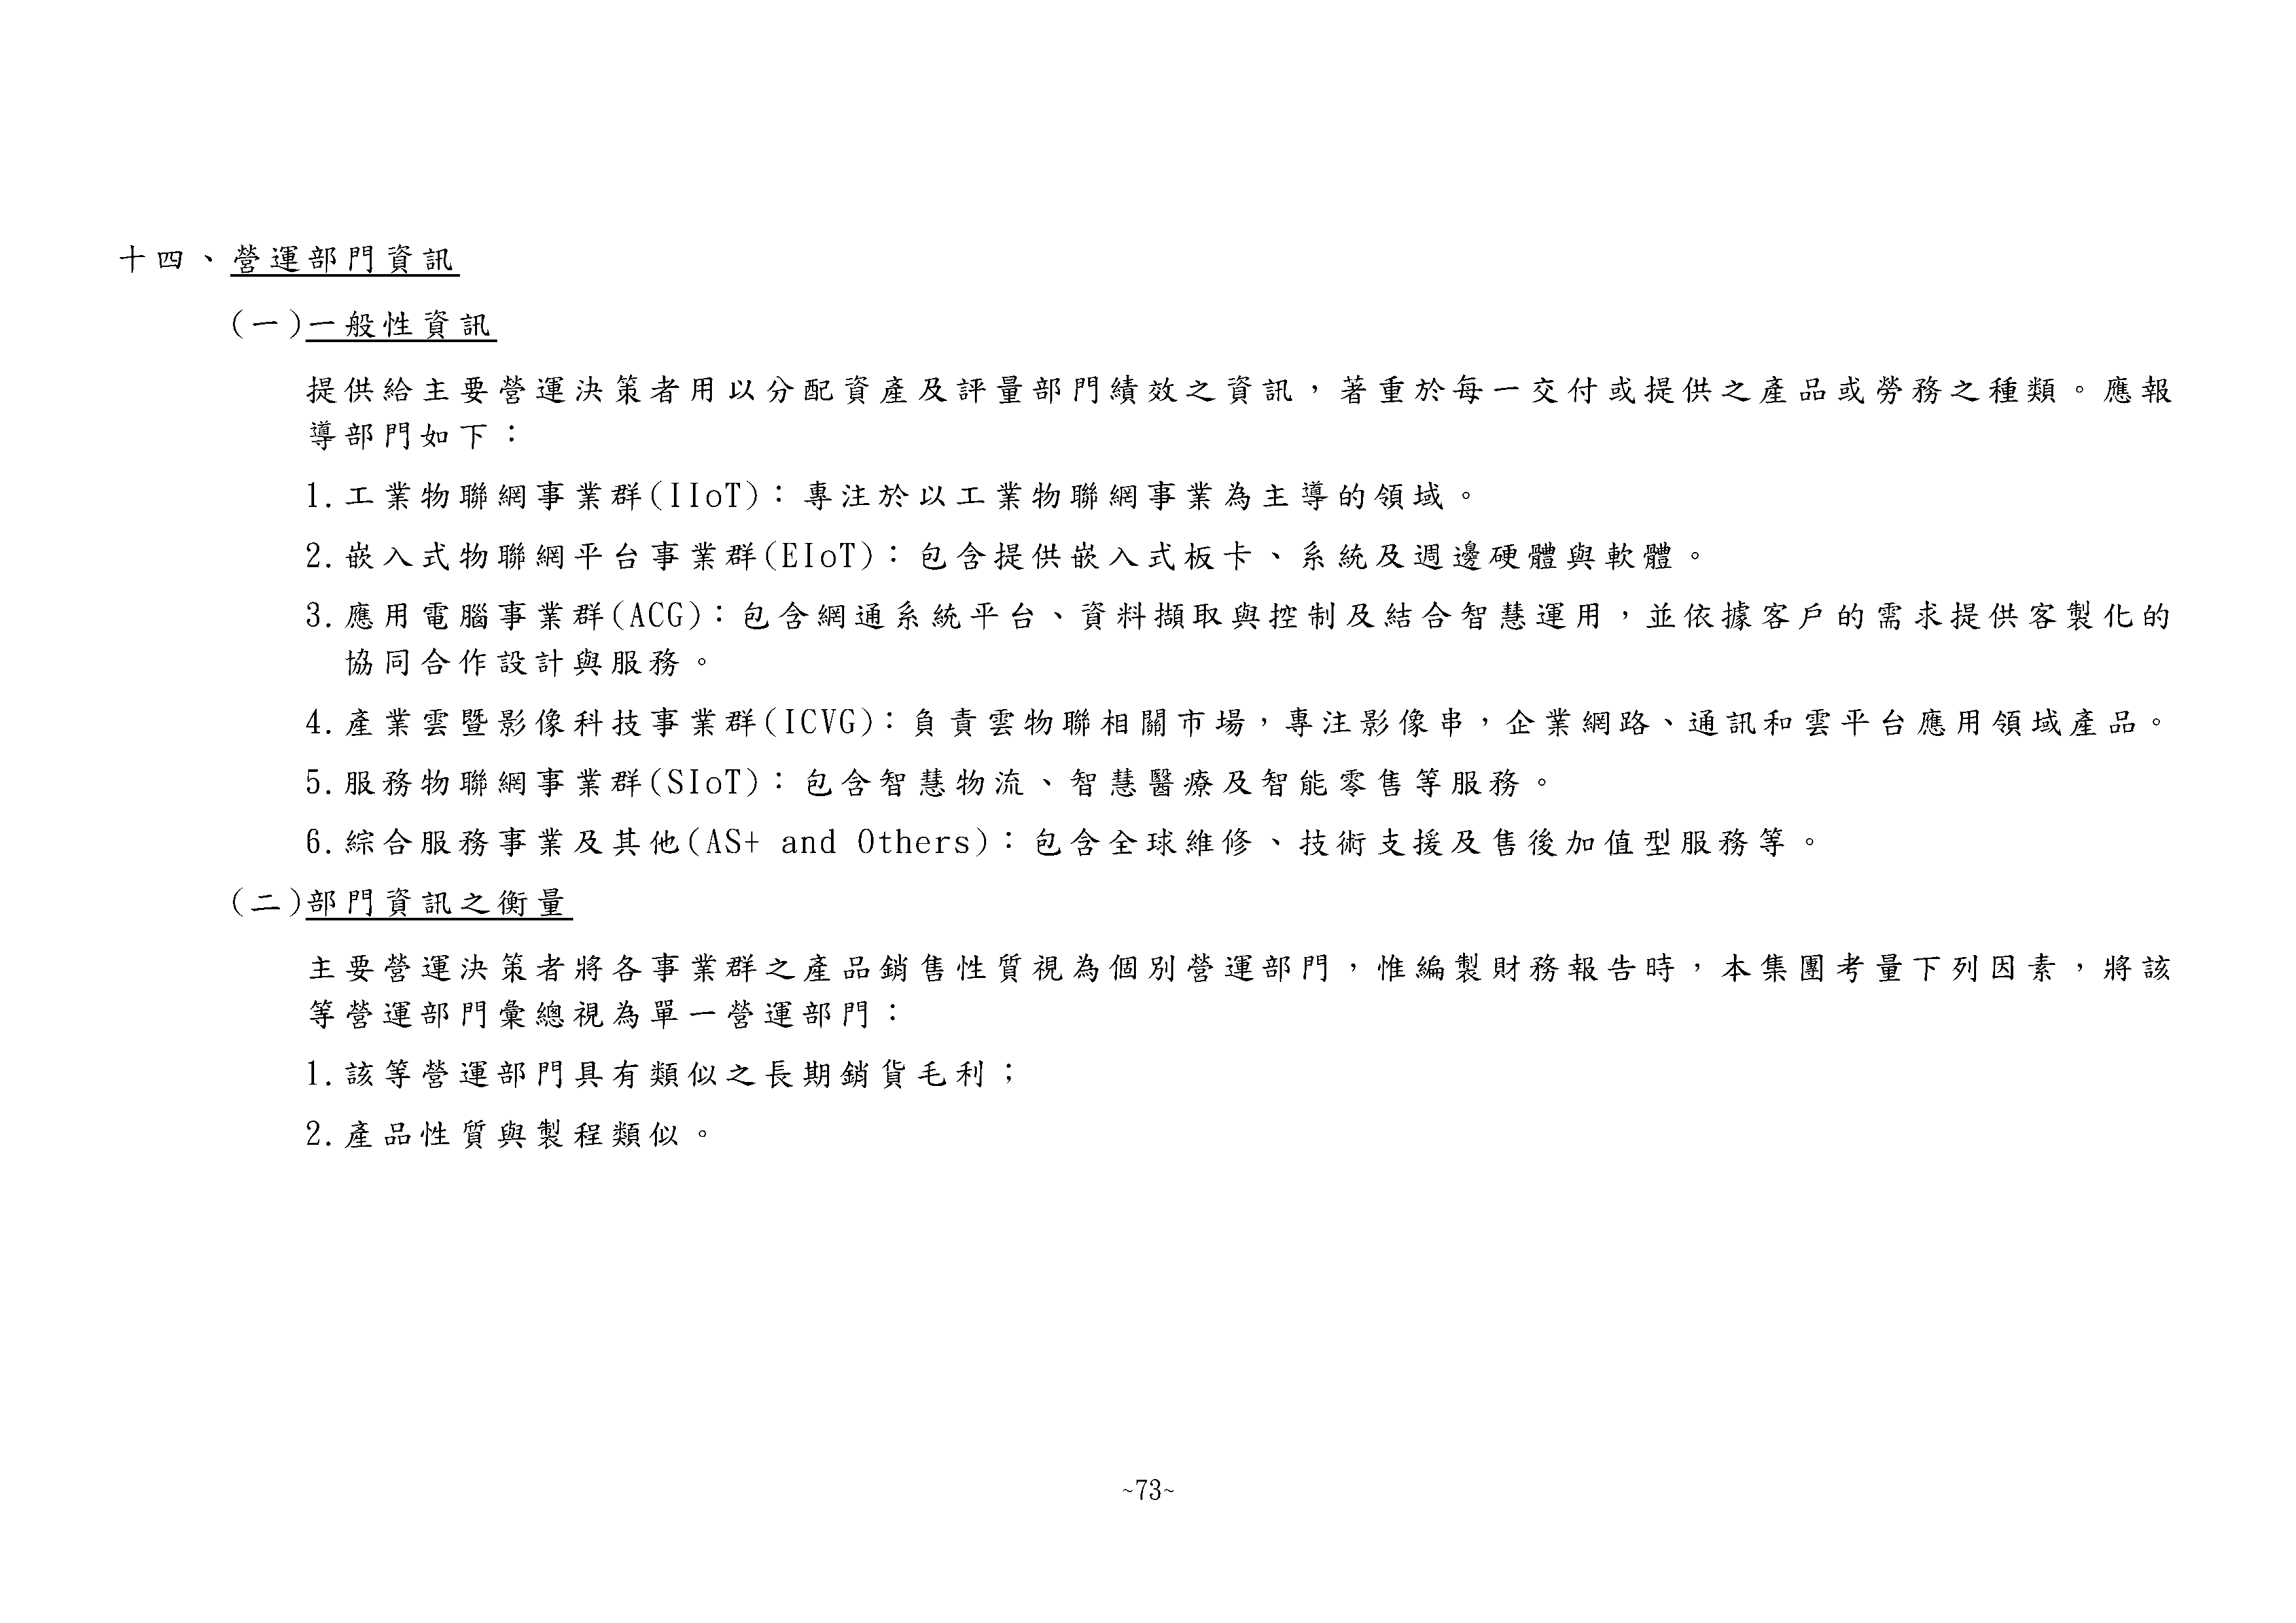 十四、營運部門資訊
(一)一般性資訊
提供給主要營運決策者用以分配資產及評量部門績效之資訊，著重於每一交付或提供之產品或勞務之種類。應報
導部門如下：
1.工業物聯網事業群(IIoT)：專注於以工業物聯網事業為主導的領域。
2.嵌入式物聯網平台事業群(EIoT)：包含提供嵌入式板卡、系統及週邊硬體與軟體。
3.應用電腦事業群(ACG)：包含網通系統平台、資料擷取與控制及結合智慧運用，並依據客戶的需求提供客製化的
協同合作設計與服務。
4.產業雲暨影像科技事業群(ICVG)：負責雲物聯相關市場，專注影像串，企業網路、通訊和雲平台應用領域產品。
5.服務物聯網事業群(SIoT)：包含智慧物流、智慧醫療及智能零售等服務。
6.綜合服務事業及其他(AS+ and Others)：包含全球維修、技術支援及售後加值型服務等。
(二)部門資訊之衡量
主要營運決策者將各事業群之產品銷售性質視為個別營運部門，惟編製財務報告時，本集團考量下列因素，將該
等營運部門彙總視為單一營運部門：
1.該等營運部門具有類似之長期銷貨毛利；
2.產品性質與製程類似。
~73~